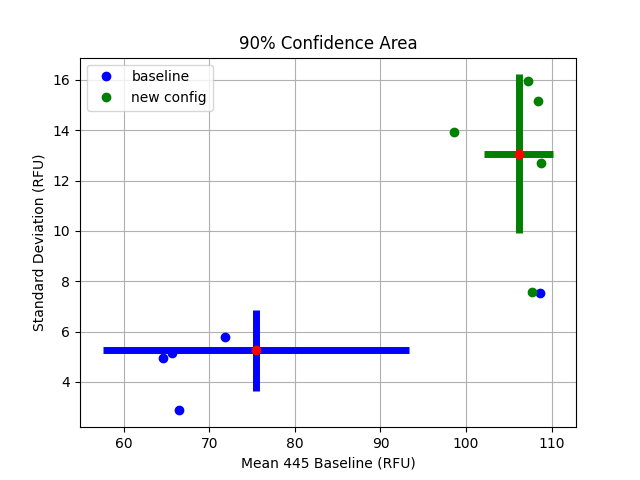 90% Confidence Area
baseline
new config
16
14
12
10
8
6
4
Standard Deviation (RFU)
60
70
80
90
100
110
Mean 445 Baseline (RFU)